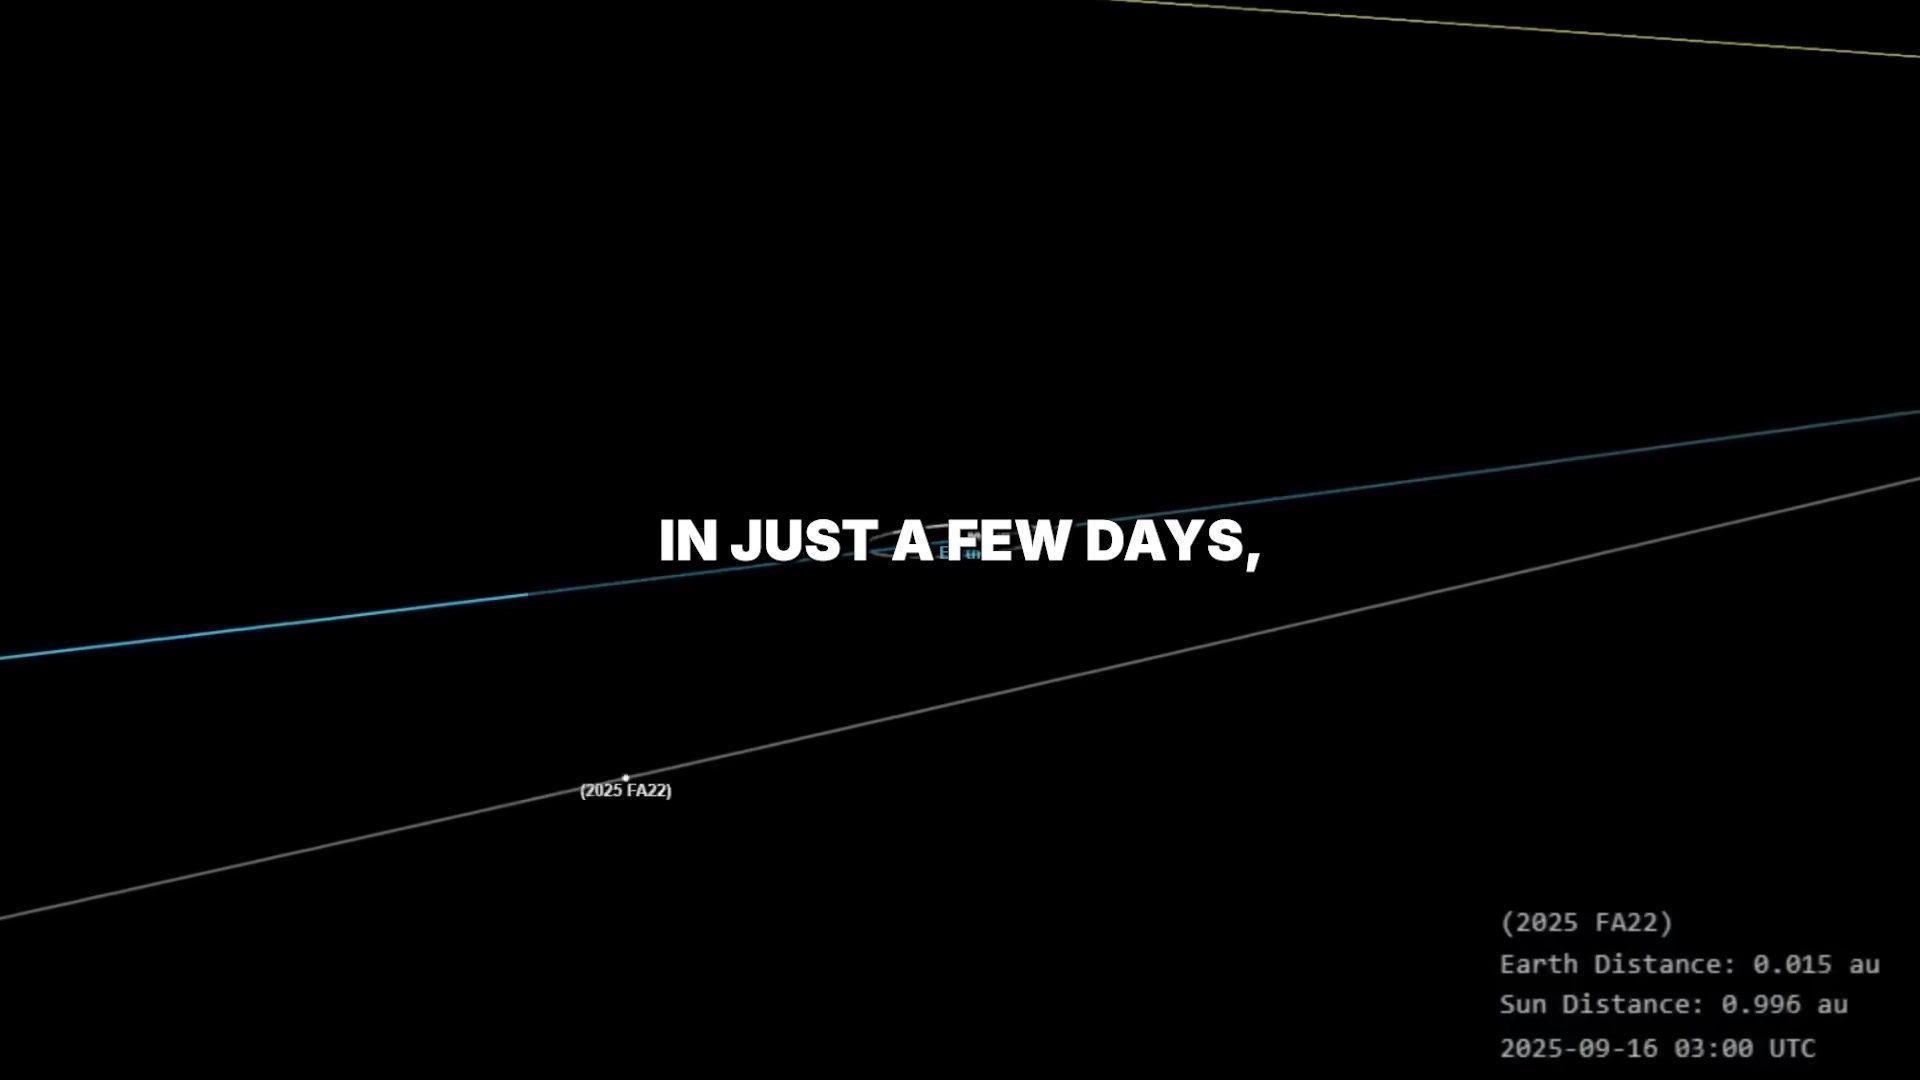 IN JUST A FEW DAYS,
(2025 FA22)
(2025 FA22)
Earth Distance: 0.015 au
Sun Distance: 0.996 au
2025-09-16 03:00 UTC